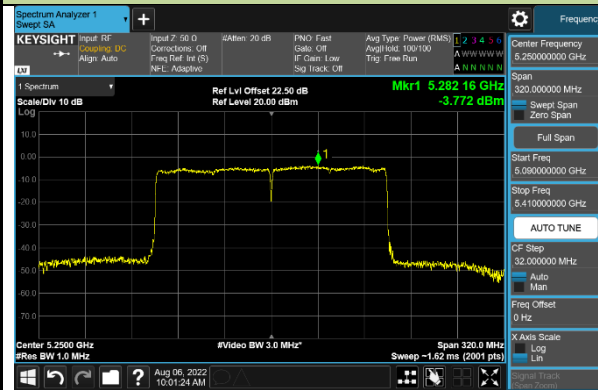 Spectrum Analyzer 1
Swept SA
+
Frequenc
KEYSIGHT
Input: RF
Coupling: DC
Align: Auto
Input Z: 50 Ω
Corrections: Off
Freq Ref: Int (S)
NFE: Adaptive
#Atten: 20 dB
PNO: Fast
Gate: Off
IF Gain: Low
Sig Track: Off
Avg Type: Power (RMS)
Avg|Hold: 100/100
Trig: Free Run
1 2 3 4 5 6
A W W W W W
A N N N N N
LXI
1 Spectrum
Scale/Div 10 dB
Log
Ref Lvl Offset 22.50 dB
Ref Level 20.00 dBm
Mkr1 5.282 16 GHz
-3.772 dBm
10.0
0.00
-10.0
-20.0
-30.0
-40.0
-50.0
-60.0
-70.0
1
Center 5.2500 GHz
#Res BW 1.0 MHz
#Video BW 3.0 MHz*
Span 320.0 MHz
Sweep ~1.62 ms (2001 pts)
Center Frequency
5.250000000 GHz
Span
320.000000 MHz
Swept Span
Zero Span
Full Span
Start Freq
5.090000000 GHz
Stop Freq
5.410000000 GHz
AUTO TUNE
CF Step
32.000000 MHz
Auto
Man
Freq Offset
0 Hz
X Axis Scale
Log
Lin
Signal Track
(Span Zoom)
?
Aug 06, 2022
10:01:24 AM